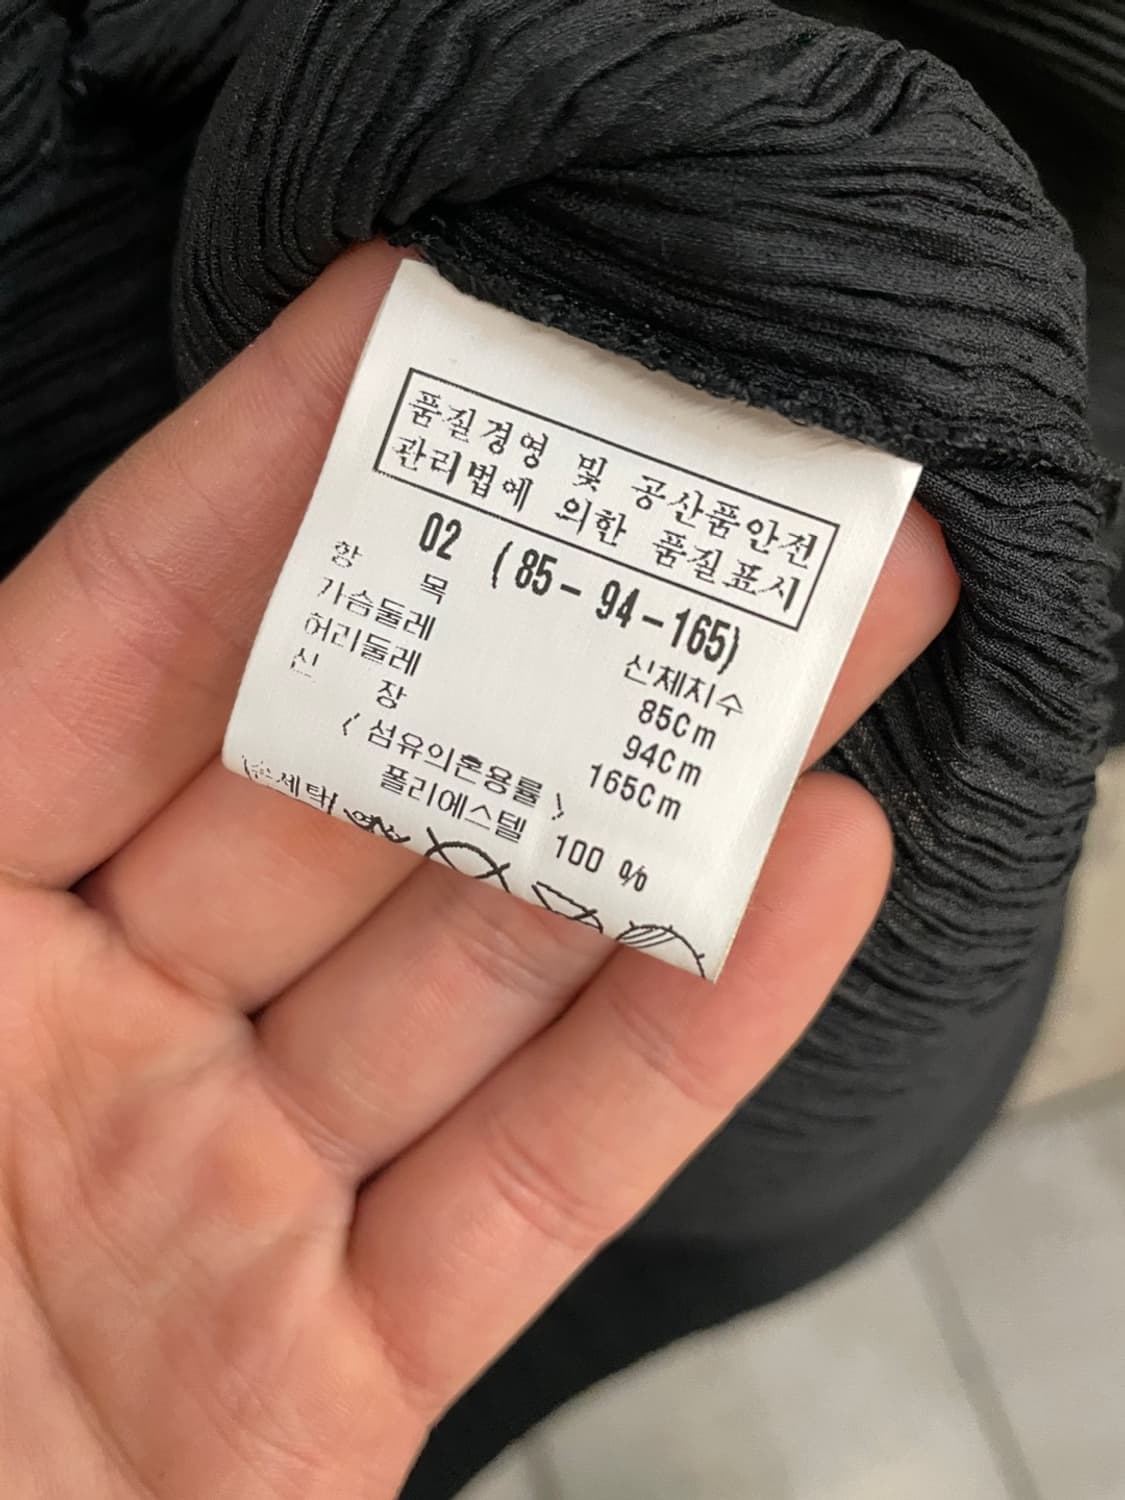 품질경영 및 공산품안전
관리법에 의한 품질표시
02 (85-94-165)
항 목 신체치수
가슴둘레 85Cm
허리둘레 94Cm
신 장 165Cm
〈 섬유의혼용률 〉
폴리에스텔 100 %